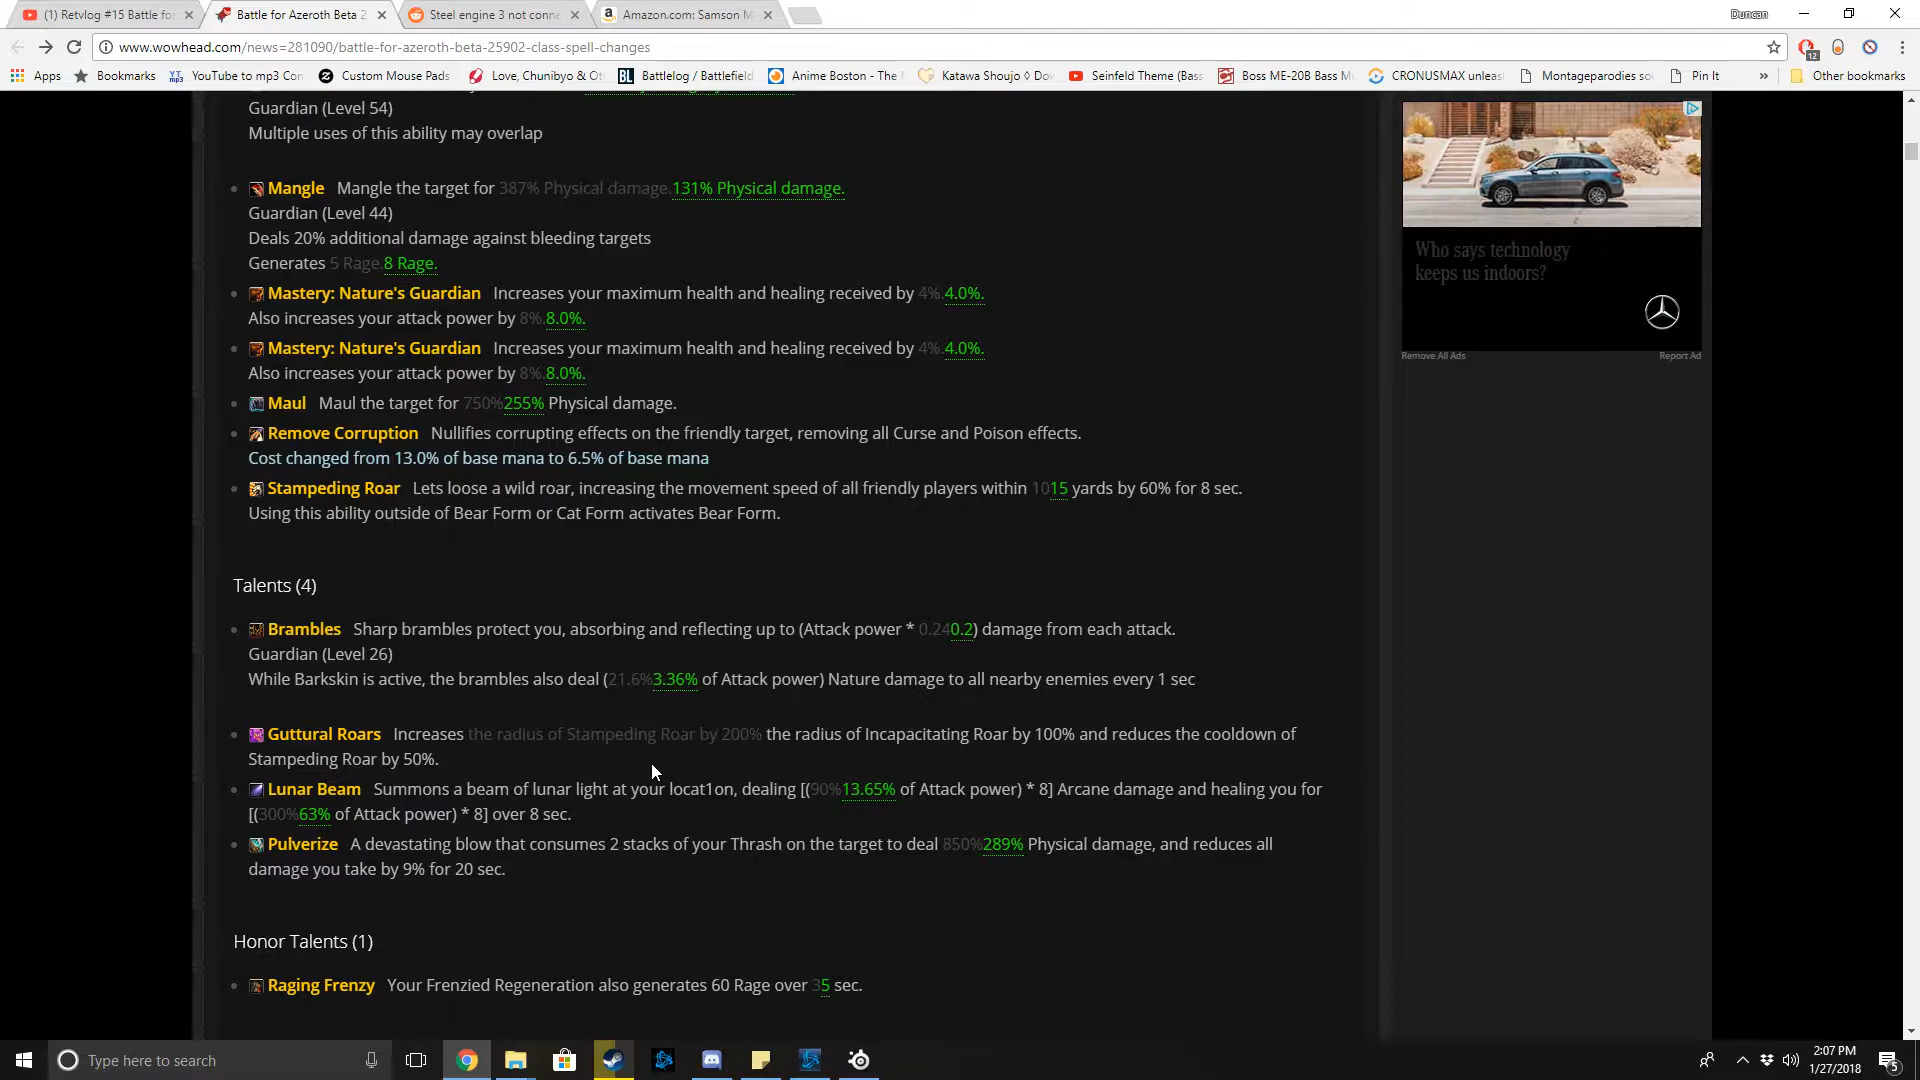 (1) Retvlog #15 Battle for
Battle for Azeroth Beta 2
Steel engine 3 not conne
Amazon.com: Samson M
Duncan
www.wowhead.com/news=281090/battle-for-azeroth-beta-25902-class-spell-changes
12
Apps
Bookmarks
YouTube to mp3 Con
Custom Mouse Pads
Love, Chunibyo & Ot
BL Battlelog / Battlefield
Anime Boston - The
Katawa Shoujo ◊ Dov
Seinfeld Theme (Bass
Boss ME-20B Bass M
CRONUSMAX unleas
Montageparodies so
Pin It
»
Other bookmarks
Guardian (Level 54)
Multiple uses of this ability may overlap
Mangle Mangle the target for 387% Physical damage.131% Physical damage.
Guardian (Level 44)
Deals 20% additional damage against bleeding targets
Generates 5 Rage.8 Rage.
Mastery: Nature's Guardian Increases your maximum health and healing received by 4%.4.0%.
Also increases your attack power by 8%.8.0%.
Mastery: Nature's Guardian Increases your maximum health and healing received by 4%.4.0%.
Also increases your attack power by 8%.8.0%.
Maul Maul the target for 750%255% Physical damage.
Remove Corruption Nullifies corrupting effects on the friendly target, removing all Curse and Poison effects.
Cost changed from 13.0% of base mana to 6.5% of base mana
Stampeding Roar Lets loose a wild roar, increasing the movement speed of all friendly players within 1015 yards by 60% for 8 sec.
Using this ability outside of Bear Form or Cat Form activates Bear Form.
Talents (4)
Brambles Sharp brambles protect you, absorbing and reflecting up to (Attack power * 0.240.2) damage from each attack.
Guardian (Level 26)
While Barkskin is active, the brambles also deal (21.6%3.36% of Attack power) Nature damage to all nearby enemies every 1 sec
Guttural Roars Increases the radius of Stampeding Roar by 200% the radius of Incapacitating Roar by 100% and reduces the cooldown of
Stampeding Roar by 50%.
Lunar Beam Summons a beam of lunar light at your locat1on, dealing [(90%13.65% of Attack power) * 8] Arcane damage and healing you for
[(300%63% of Attack power) * 8] over 8 sec.
Pulverize A devastating blow that consumes 2 stacks of your Thrash on the target to deal 850%289% Physical damage, and reduces all
damage you take by 9% for 20 sec.
Honor Talents (1)
Raging Frenzy Your Frenzied Regeneration also generates 60 Rage over 35 sec.
Who says technology
keeps us indoors?
Remove All Ads
Report Ad
Type here to search
2:07 PM
1/27/2018
5